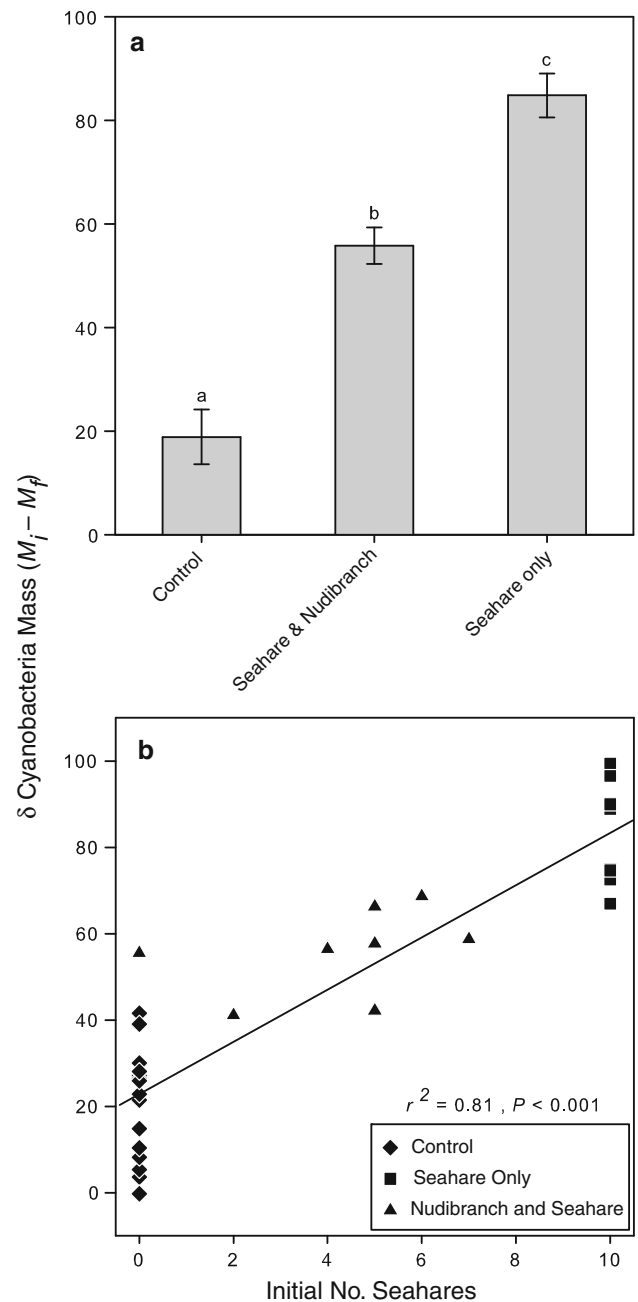 100
a
c
80
b
60
40
a
20
0
Control
Seahare & Nudibranch
Seahare only
δ Cyanobacteria Mass (Mi – Mf)
b
100
80
60
40
20
0
r 2 = 0.81 , P < 0.001
Control
Seahare Only
Nudibranch and Seahare
0 2 4 6 8 10
Initial No. Seahares